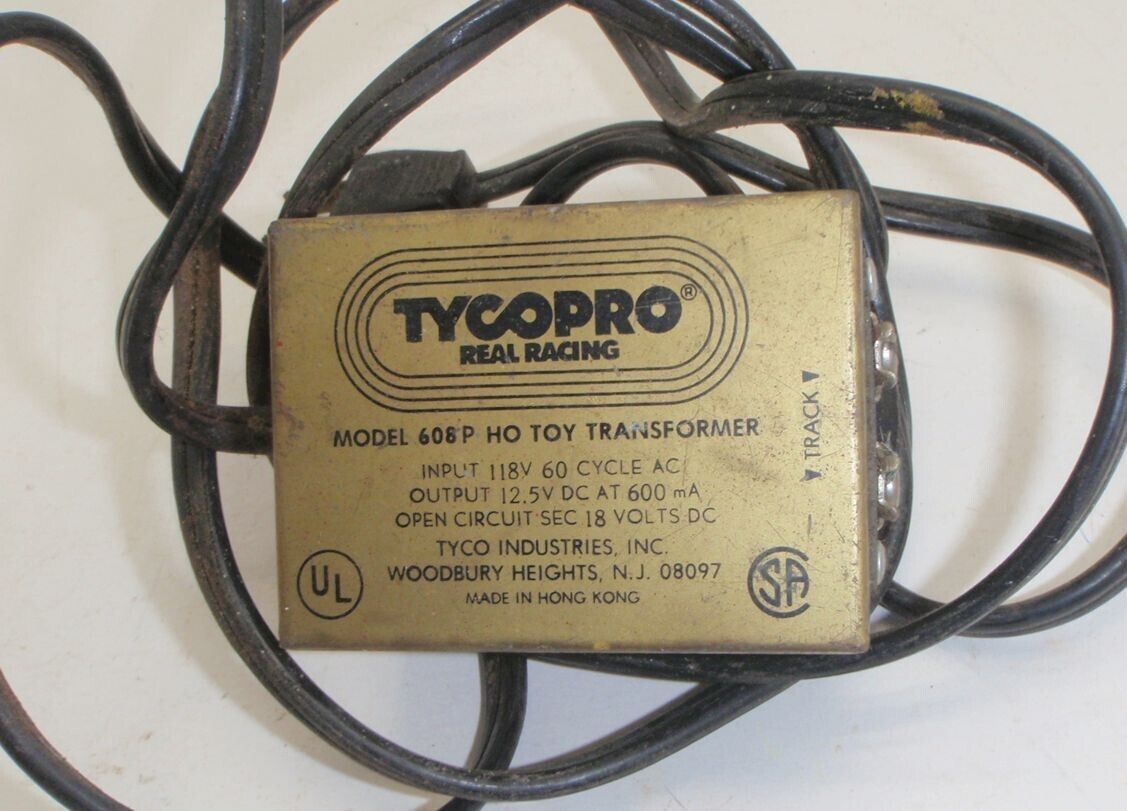 TYCOPRO®
REAL RACING
MODEL 608P HO TOY TRANSFORMER
INPUT 118V 60 CYCLE AC
OUTPUT 12.5V DC AT 600 mA
OPEN CIRCUIT SEC 18 VOLTS DC
TYCO INDUSTRIES, INC.
WOODBURY HEIGHTS, N.J. 08097
MADE IN HONG KONG
UL
SA
TRACK